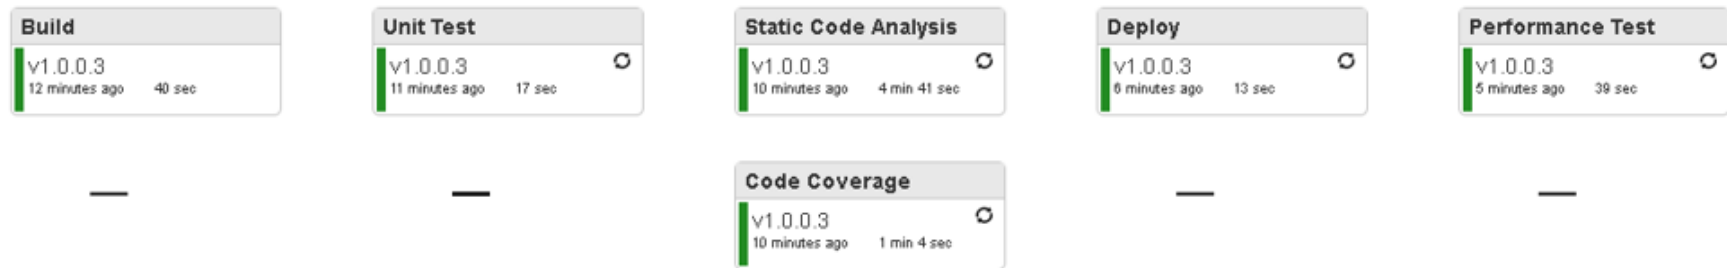 Build
v1.0.0.3
12 minutes ago 40 sec
Unit Test
v1.0.0.3
11 minutes ago 17 sec
Static Code Analysis
v1.0.0.3
10 minutes ago 4 min 41 sec
Deploy
v1.0.0.3
6 minutes ago 13 sec
Performance Test
v1.0.0.3
5 minutes ago 39 sec
Code Coverage
v1.0.0.3
10 minutes ago 1 min 4 sec